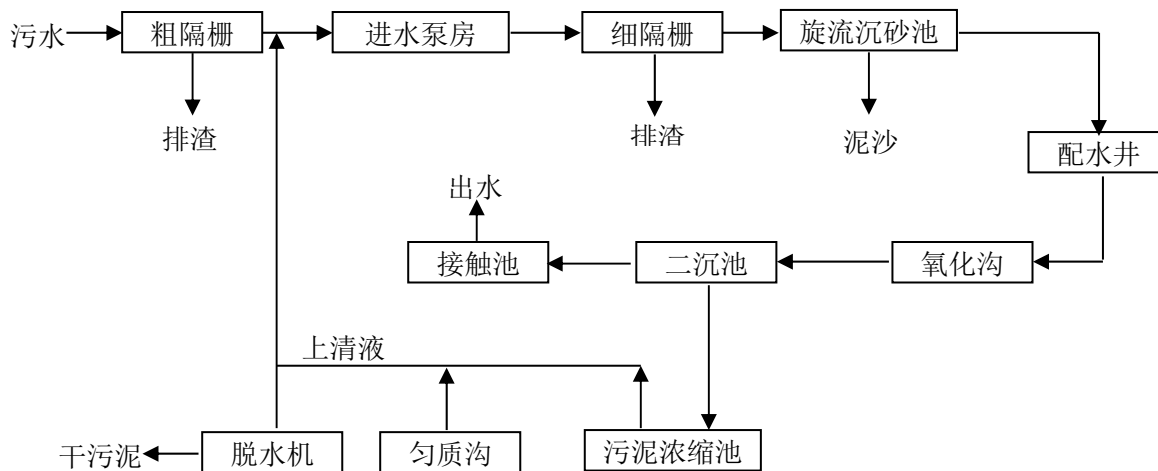 污水
粗隔栅
进水泵房
细隔栅
旋流沉砂池
排渣
排渣
泥沙
配水井
出水
接触池
二沉池
氧化沟
上清液
干污泥
脱水机
匀质沟
污泥浓缩池